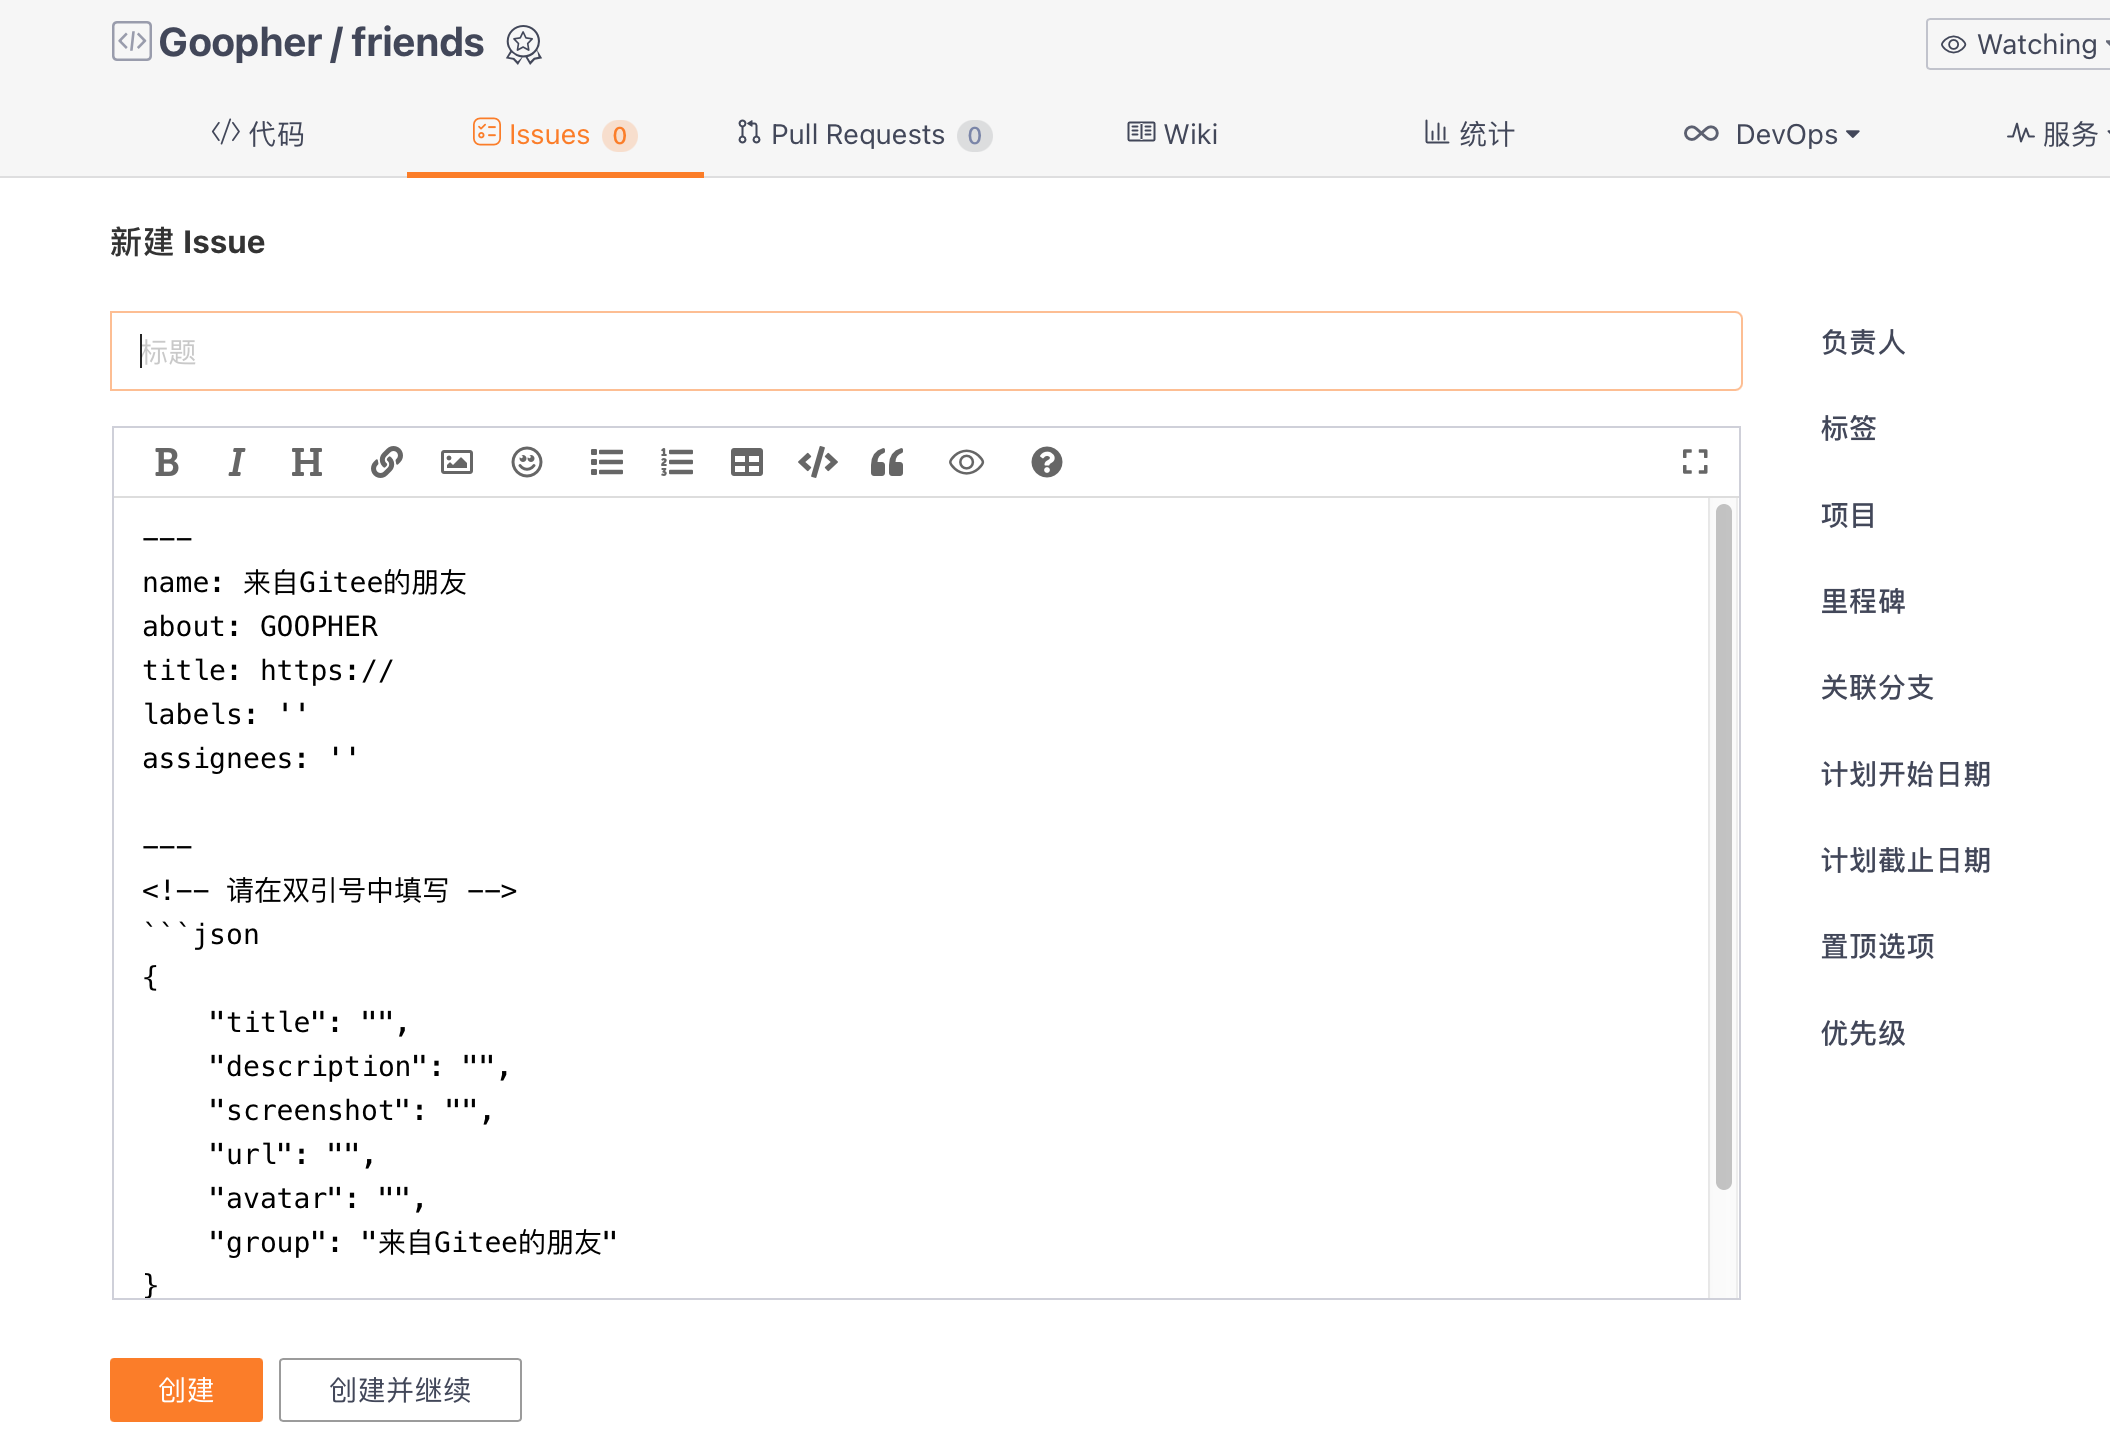 Goopher / friends
Watching
代码
Issues 0
Pull Requests 0
Wiki
统计
DevOps
服务
新建 Issue
标题
负责人
标签
项目
里程碑
关联分支
计划开始日期
计划截止日期
置顶选项
优先级
---
name: 来自Gitee的朋友
about: GOOPHER
title: https://
labels: ''
assignees: ''
---
<!-- 请在双引号中填写 -->
```json
{
    "title": "",
    "description": "",
    "screenshot": "",
    "url": "",
    "avatar": "",
    "group": "来自Gitee的朋友"
}
创建
创建并继续